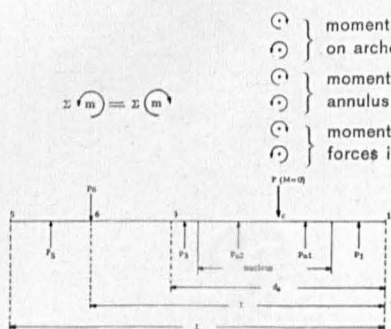 moment
on arche
Σ m = Σ m
moment
annulus
moment
forces i
P6
P (M=0)
5
6
3
c
1
P5
P3
Pn2
Pn1
P1
nucleus
r